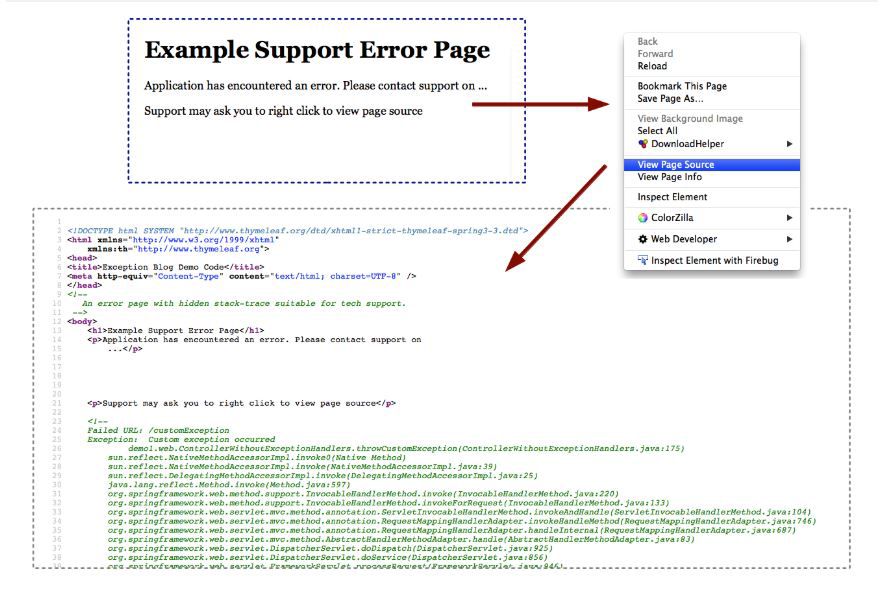 Example Support Error Page
Application has encountered an error. Please contact support on ...
Support may ask you to right click to view page source
Back
Forward
Reload
Bookmark This Page
Save Page As...
View Background Image
Select All
DownloadHelper
View Page Source
View Page Info
Inspect Element
ColorZilla
Web Developer
Inspect Element with Firebug
1
2 <!DOCTYPE html SYSTEM "http://www.thymeleaf.org/dtd/xhtml1-strict-thymeleaf-spring3-3.dtd">
3 <html xmlns="http://www.w3.org/1999/xhtml"
4 xmlns:th="http://www.thymeleaf.org">
5 <head>
6 <title>Exception Blog Demo Code</title>
7 <meta http-equiv="Content-Type" content="text/html; charset=UTF-8" />
8 </head>
9 <!--
10 An error page with hidden stack-trace suitable for tech support.
11 -->
12 <body>
13 <h1>Example Support Error Page</h1>
14 <p>Application has encountered an error. Please contact support on
15 ...</p>
16
17
18
19
20
21 <p>Support may ask you to right click to view page source</p>
22
23 <!--
24 Failed URL: /customException
25 Exception: Custom exception occurred
26 demo1.web.ControllerWithoutExceptionHandlers.throwCustomException(ControllerWithoutExceptionHandlers.java:175)
27 sun.reflect.NativeMethodAccessorImpl.invoke0(Native Method)
28 sun.reflect.NativeMethodAccessorImpl.invoke(NativeMethodAccessorImpl.java:39)
29 sun.reflect.DelegatingMethodAccessorImpl.invoke(DelegatingMethodAccessorImpl.java:25)
30 java.lang.reflect.Method.invoke(Method.java:597)
31 org.springframework.web.method.support.InvocableHandlerMethod.invoke(InvocableHandlerMethod.java:220)
32 org.springframework.web.method.support.InvocableHandlerMethod.invokeForRequest(InvocableHandlerMethod.java:133)
33 org.springframework.web.servlet.mvc.method.annotation.ServletInvocableHandlerMethod.invokeAndHandle(ServletInvocableHandlerMethod.java:104)
34 org.springframework.web.servlet.mvc.method.annotation.RequestMappingHandlerAdapter.invokeHandleMethod(RequestMappingHandlerAdapter.java:746)
35 org.springframework.web.servlet.mvc.method.annotation.RequestMappingHandlerAdapter.handleInternal(RequestMappingHandlerAdapter.java:687)
36 org.springframework.web.servlet.mvc.method.AbstractHandlerMethodAdapter.handle(AbstractHandlerMethodAdapter.java:83)
37 org.springframework.web.servlet.DispatcherServlet.doDispatch(DispatcherServlet.java:925)
38 org.springframework.web.servlet.DispatcherServlet.doService(DispatcherServlet.java:856)
39 org.springframework.web.servlet.FrameworkServlet.processRequest(FrameworkServlet.java:946)